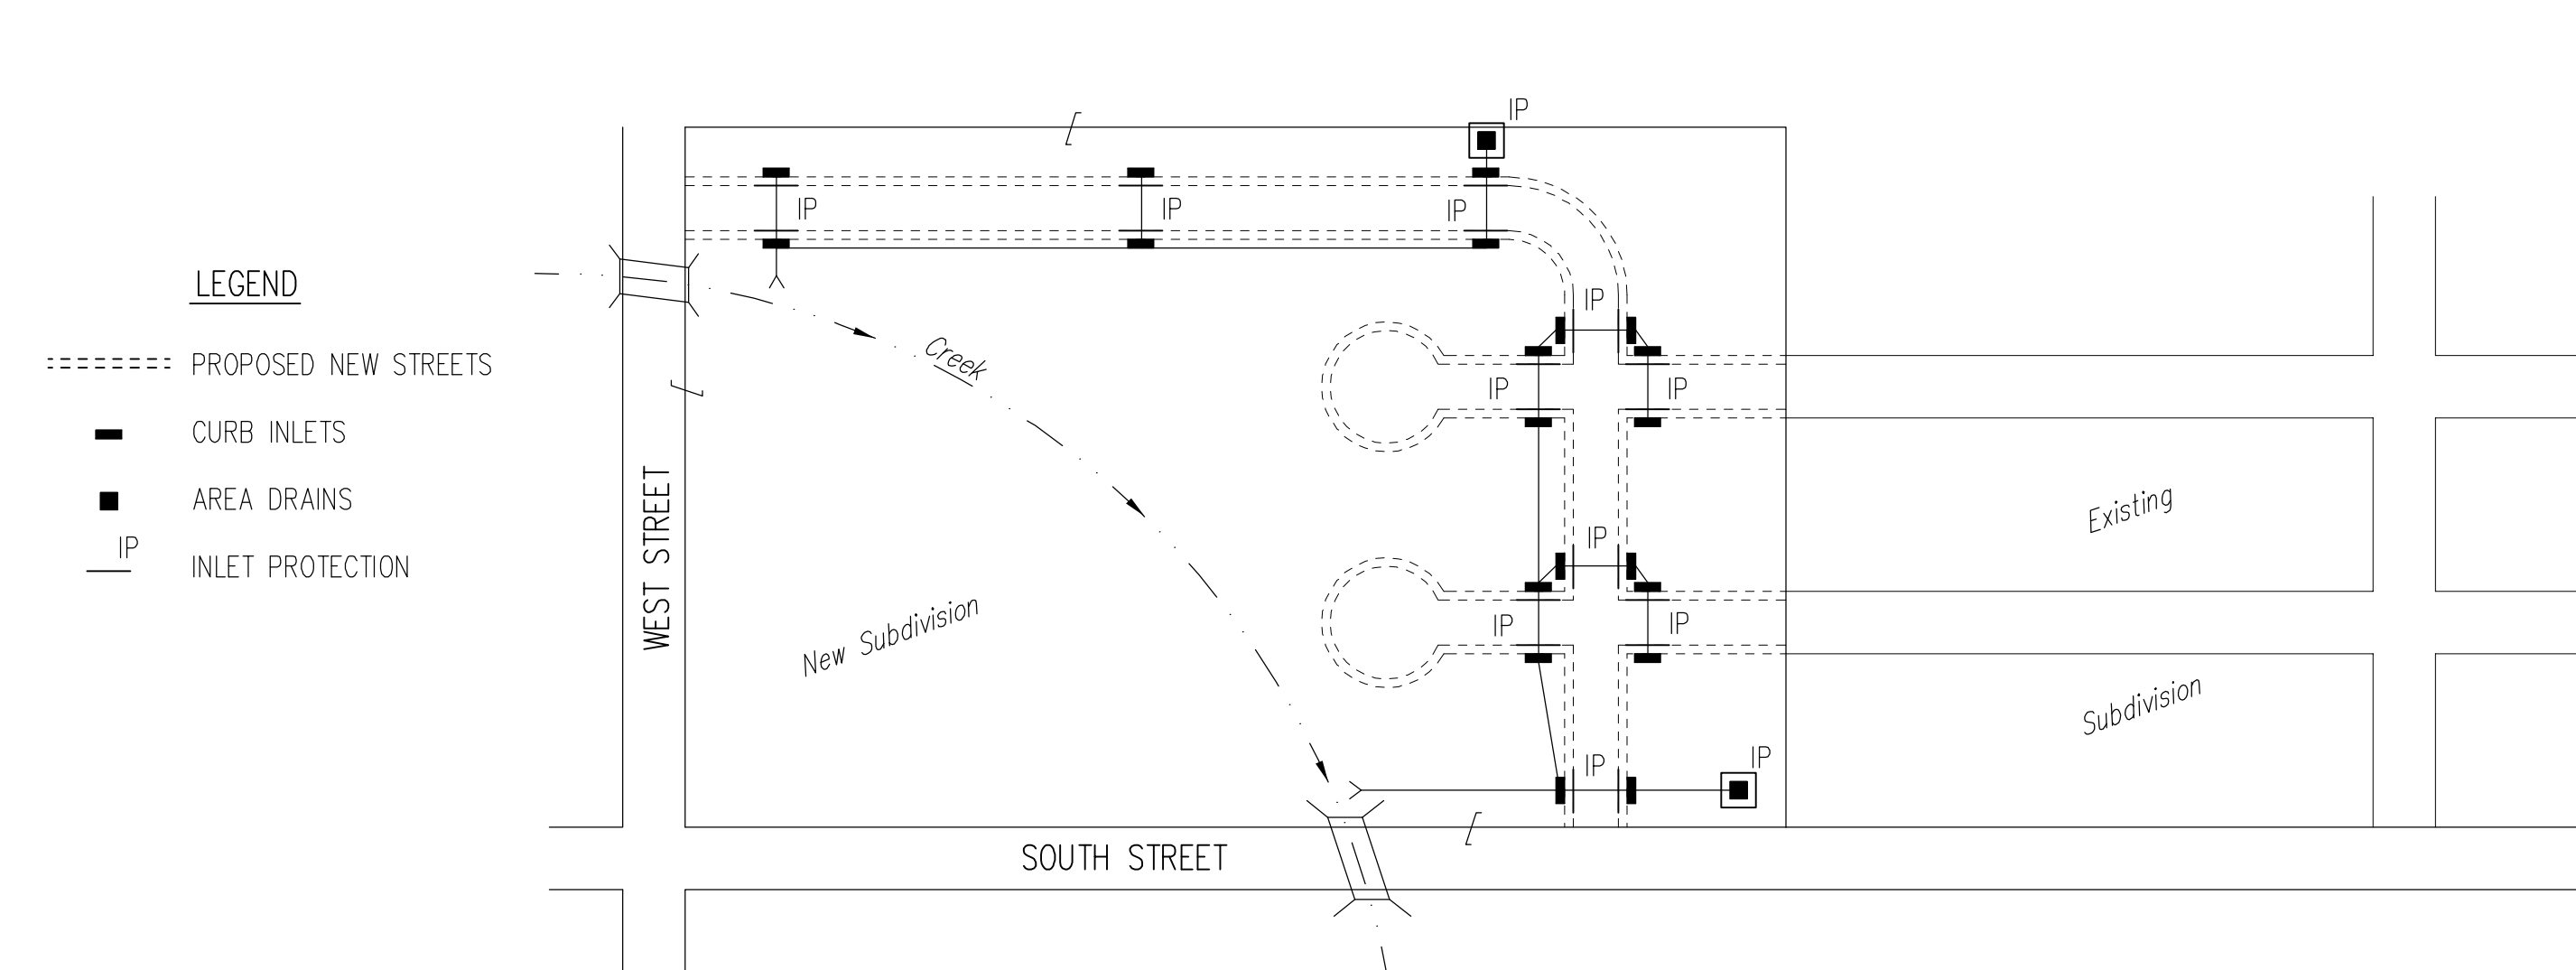 LEGEND
PROPOSED NEW STREETS
CURB INLETS
AREA DRAINS
IP
INLET PROTECTION
WEST STREET
SOUTH STREET
Creek
New Subdivision
Existing
Subdivision
IP
IP
IP
IP
IP
IP
IP
IP
IP
IP
IP
IP